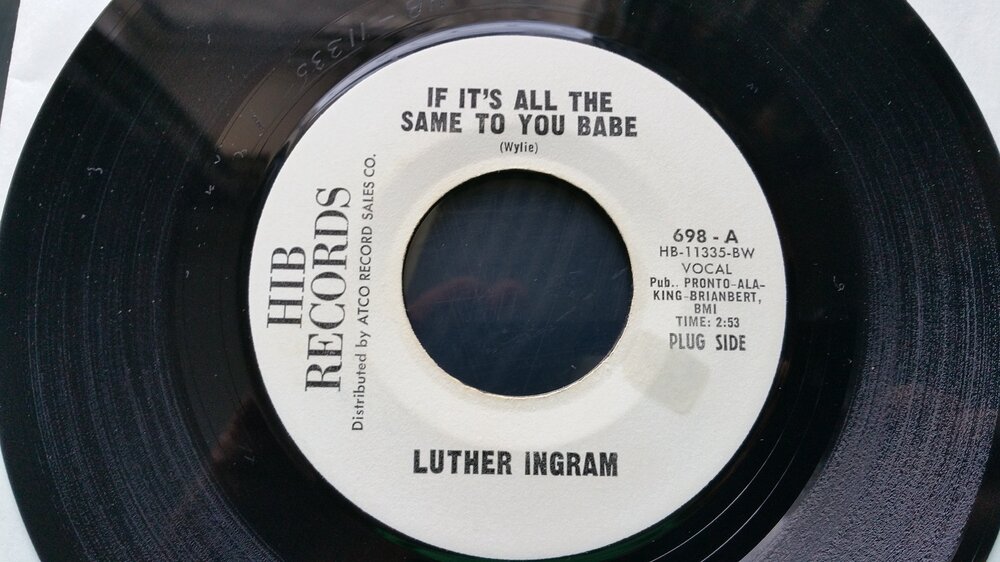 IF IT'S ALL THE
SAME TO YOU BABE
(Wylie)
HIB
RECORDS
Distributed by ATCO RECORD SALES CO.
698 - A
HB-11335-BW
VOCAL
Pub.. PRONTO-ALA-
KING-BRIANBERT,
BMI
TIME: 2:53
PLUG SIDE
LUTHER INGRAM
11335